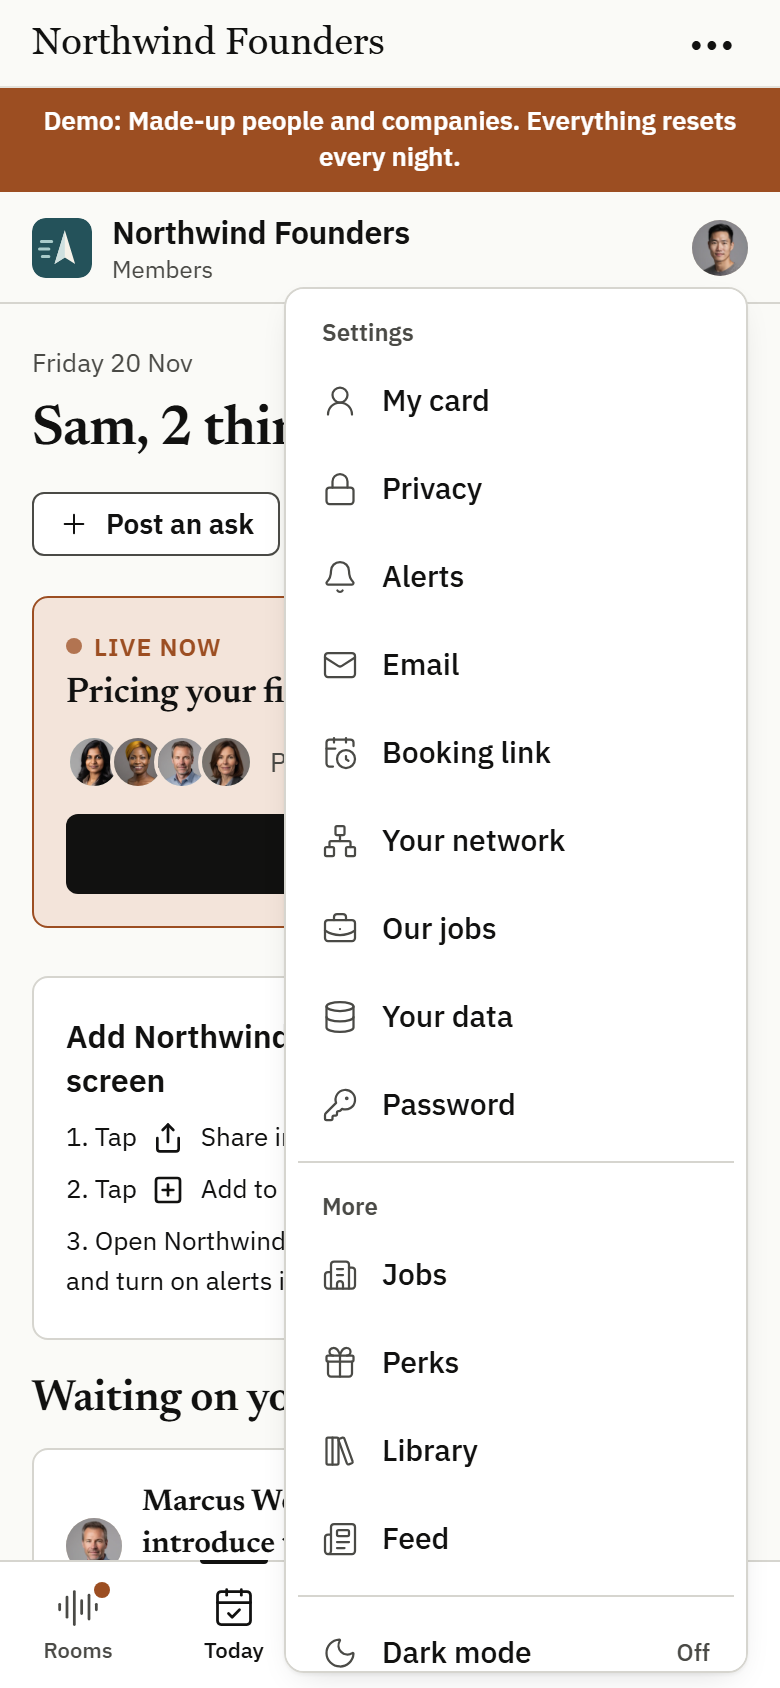 Northwind Founders
Demo: Made-up people and companies. Everything resets
every night.
Northwind Founders
Members
Friday 20 Nov
Sam, 2 thin
Post an ask
LIVE NOW
Pricing your fi
P
Add Northwind
screen
1. Tap Share i
2. Tap Add to
3. Open Northwind
and turn on alerts i
Waiting on yo
Marcus We
introduce
Rooms
Today
Settings
My card
Privacy
Alerts
Email
Booking link
Your network
Our jobs
Your data
Password
More
Jobs
Perks
Library
Feed
Dark mode Off